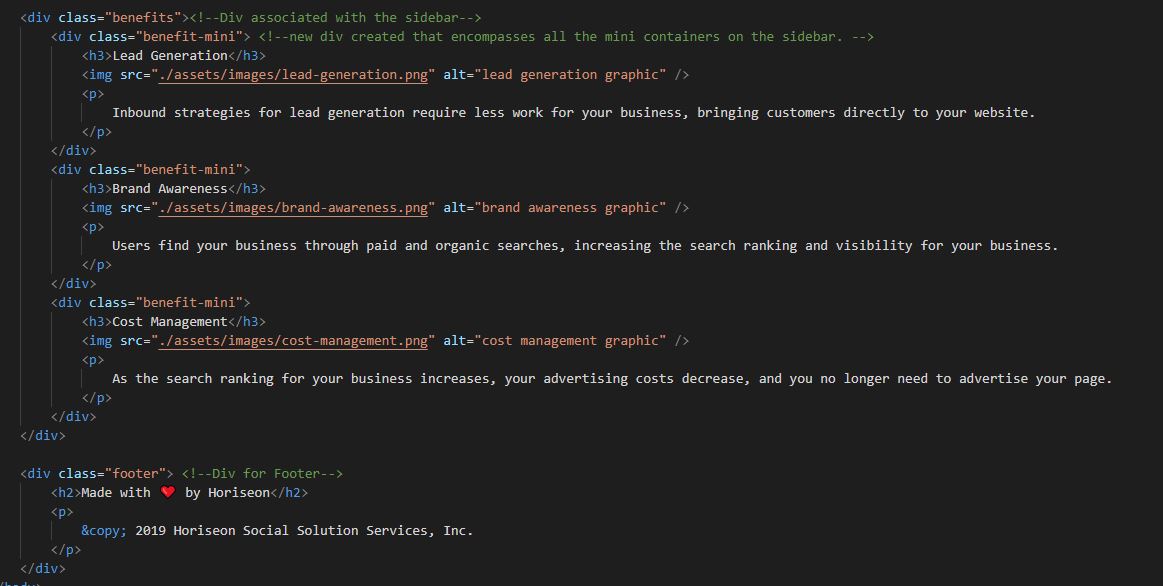 <div class="benefits"><!--Div associated with the sidebar-->
<div class="benefit-mini"> <!--new div created that encompasses all the mini containers on the sidebar. -->
<h3>Lead Generation</h3>
<img src="./assets/images/lead-generation.png" alt="lead generation graphic" />
<p>
Inbound strategies for lead generation require less work for your business, bringing customers directly to your website.
</p>
</div>
<div class="benefit-mini">
<h3>Brand Awareness</h3>
<img src="./assets/images/brand-awareness.png" alt="brand awareness graphic" />
<p>
Users find your business through paid and organic searches, increasing the search ranking and visibility for your business.
</p>
</div>
<div class="benefit-mini">
<h3>Cost Management</h3>
<img src="./assets/images/cost-management.png" alt="cost management graphic" />
<p>
As the search ranking for your business increases, your advertising costs decrease, and you no longer need to advertise your page.
</p>
</div>
</div>
<div class="footer"> <!--Div for Footer-->
<h2>Made with ❤️ by Horiseon</h2>
<p>
&copy; 2019 Horiseon Social Solution Services, Inc.
</p>
</div>